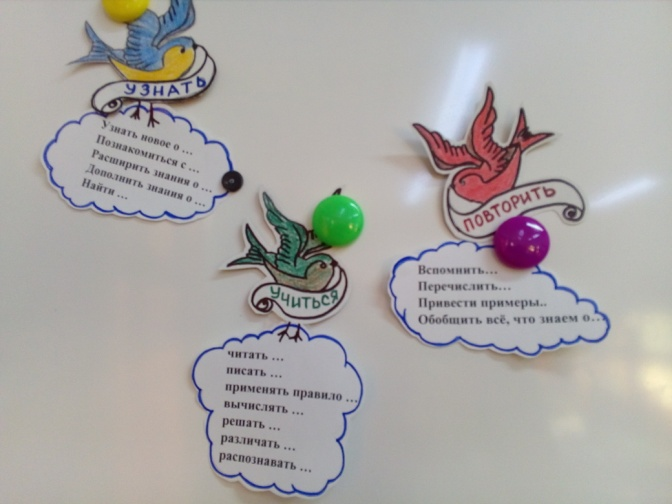 УЗНАТЬ
Узнать новое о ...
Познакомиться с ...
Расширить знания о ...
Дополнить знания о ...
Найти ...
ПОВТОРИТЬ
Вспомнить...
Перечислить...
Привести примеры..
Обобщить всё, что знаем о...
УЧИТЬСЯ
читать ...
писать ...
применять правило ...
вычислять ...
решать ...
различать ...
распознавать ...